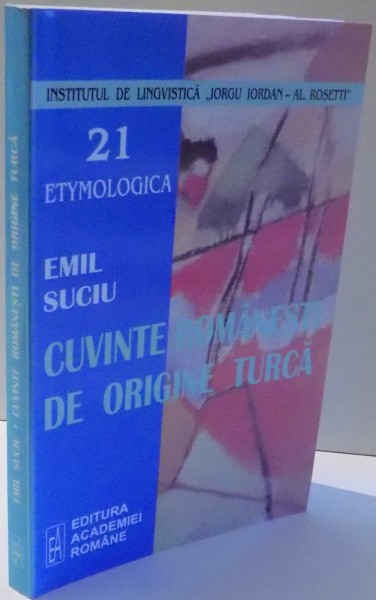 INSTITUTUL DE LINGVISTICĂ „IORGU IORDAN – AL. ROSETTI"
21
ETYMOLOGICA
EMIL
SUCIU
CUVINTE ROMÂNEȘTI
DE ORIGINE TURCĂ
EA
EDITURA
ACADEMIEI
ROMÂNE
EMIL SUCIU • CUVINTE ROMÂNEȘTI DE ORIGINE TURCĂ